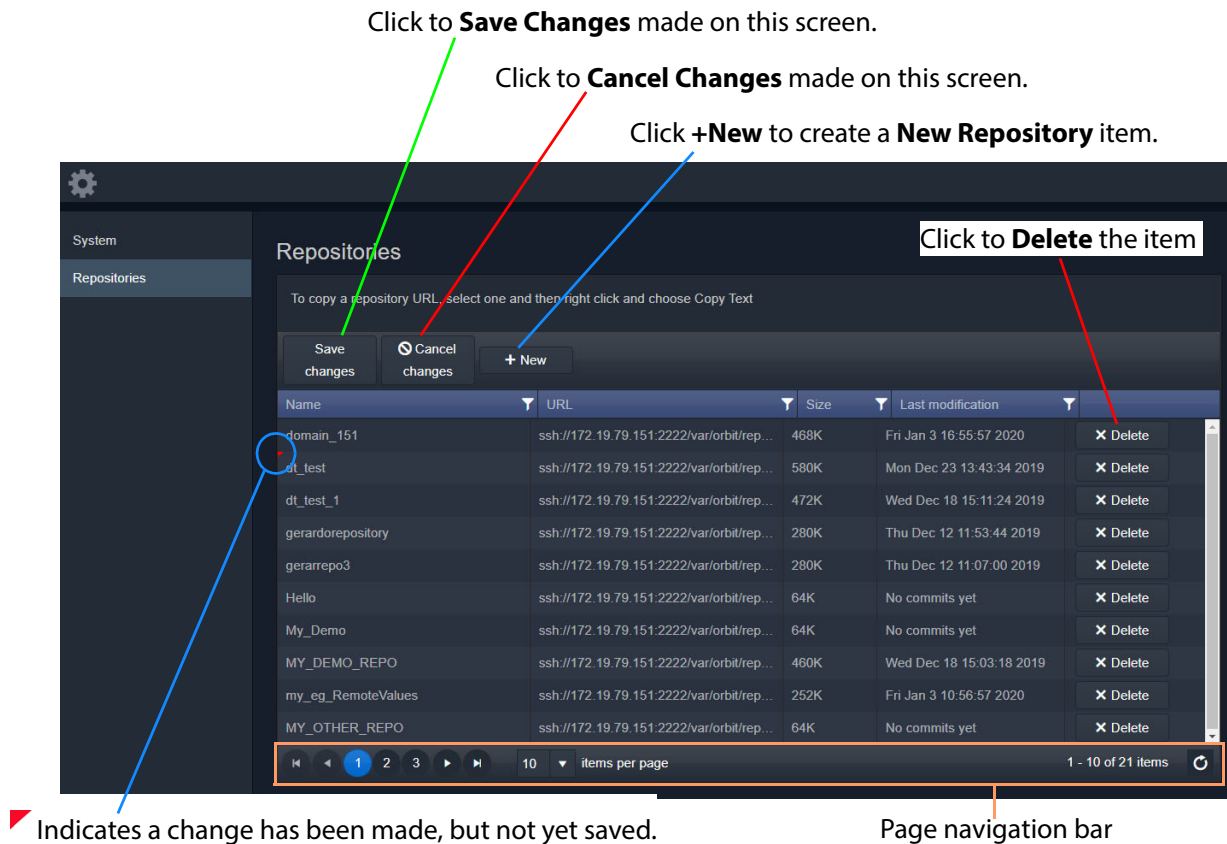 Click to Save Changes made on this screen.
Click to Cancel Changes made on this screen.
Click +New to create a New Repository item.
System
Repositories
Repositories
Click to Delete the item
To copy a repository URL, select one and then right click and choose Copy Text
Save changes
Cancel changes
+ New
Name URL Size Last modification
domain_151 ssh://172.19.79.151:2222/var/orbit/rep... 468K Fri Jan 3 16:55:57 2020 Delete
dt_test ssh://172.19.79.151:2222/var/orbit/rep... 580K Mon Dec 23 13:43:34 2019 Delete
dt_test_1 ssh://172.19.79.151:2222/var/orbit/rep... 472K Wed Dec 18 15:11:24 2019 Delete
gerardorepository ssh://172.19.79.151:2222/var/orbit/rep... 280K Thu Dec 12 11:53:44 2019 Delete
gerarrepo3 ssh://172.19.79.151:2222/var/orbit/rep... 280K Thu Dec 12 11:07:00 2019 Delete
Hello ssh://172.19.79.151:2222/var/orbit/rep... 64K No commits yet Delete
My_Demo ssh://172.19.79.151:2222/var/orbit/rep... 64K No commits yet Delete
MY_DEMO_REPO ssh://172.19.79.151:2222/var/orbit/rep... 460K Wed Dec 18 15:03:18 2019 Delete
my_eg_RemoteValues ssh://172.19.79.151:2222/var/orbit/rep... 252K Fri Jan 3 10:56:57 2020 Delete
MY_OTHER_REPO ssh://172.19.79.151:2222/var/orbit/rep... 64K No commits yet Delete
1 2 3 10 items per page 1 - 10 of 21 items
Indicates a change has been made, but not yet saved.
Page navigation bar